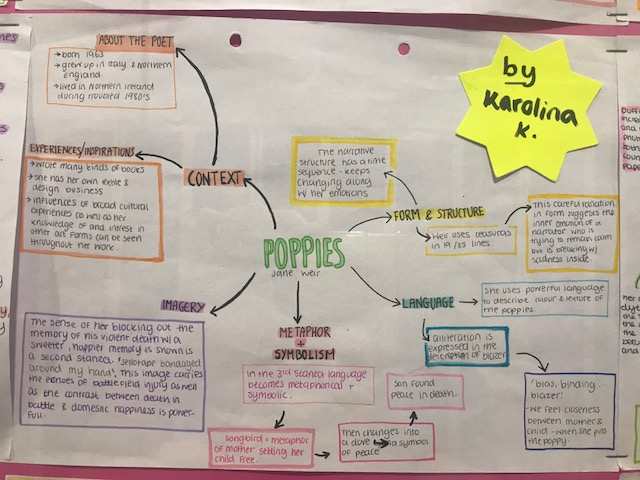 ABOUT THE POET
→ born 1963
→ grew up in Italy & Northern
england.
→ lived in Northern Ireland
during troubled 1980's
by
Karolina
K.
EXPERIENCES/INSPIRATIONS
→ wrote many kinds of books
→ she has her own textile &
design business
→ influences of broad cultural
experiences as well as her
knowledge of and intrest in
other art forms can be seen
throughout her work.
CONTEXT
The narrative
structure has a time
sequence - keeps
changing along
w/ her emotions
FORM & STRUCTURE
Weir uses ceasuras
in 19/35 lines.
This careful variation
in form suggests the
inner emotion of a
narrator who is
trying to remain calm
but is breaking w/
sadness inside.
POPPIES
Jane Weir
IMAGERY
The sense of her blocking out the
memory of his violent death w/ a
sweeter, happier memory is shown is
a second stanza. 'sellotape bandaged
around my hand', This image carries
the echoes of battlefield injury as well
as the contrast between death in
battle & domestic happiness is power-
full.
METAPHOR
+
SYMBOLISM
In the 3rd stanza language
becomes metaphorical +
symbolic.
songbird = metaphor
of mother setting her
child free.
Then changes into
a dove → a symbol
of peace
son found
peace in death.
LANGUAGE
She uses powerful language
to describe colour & texture of
the poppies.
alliteration is
expressed in the
description of blazer
'bias, binding...
blazer'
- We feel closeness
between mother &
child - when she pins
the poppy.